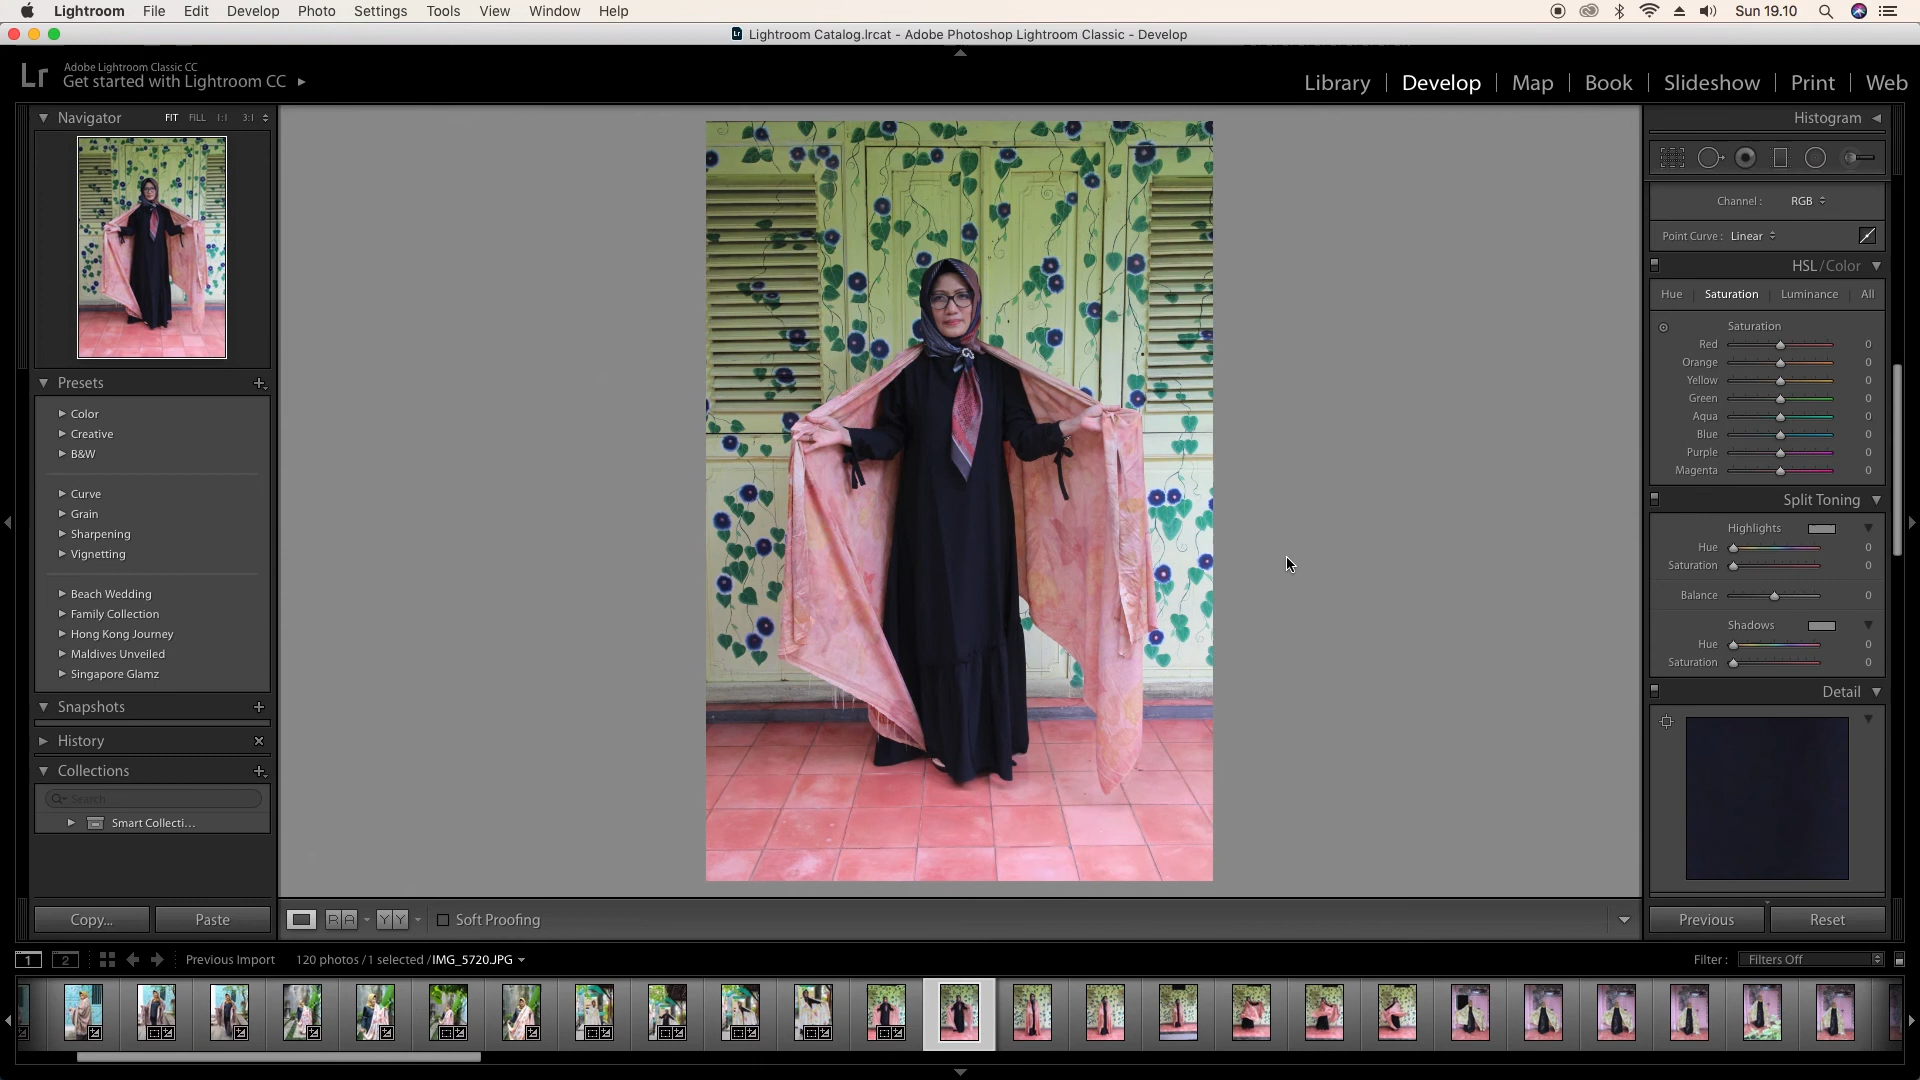 Lightroom File Edit Develop Photo Settings Tools View Window Help Sun 19.10
Lr Lightroom Catalog.lrcat - Adobe Photoshop Lightroom Classic - Develop
Lr Adobe Lightroom Classic CC
Get started with Lightroom CC
Library Develop Map Book Slideshow Print Web
Navigator FIT FILL 1:1 3:1
Presets
Color
Creative
B&W
Curve
Grain
Sharpening
Vignetting
Beach Wedding
Family Collection
Hong Kong Journey
Maldives Unveiled
Singapore Glamz
Snapshots
History
Collections
Search
Smart Collecti...
Copy... Paste
R A Y Y Soft Proofing
Histogram
Channel : RGB
Point Curve : Linear
HSL / Color
Hue Saturation Luminance All
Saturation
Red 0
Orange 0
Yellow 0
Green 0
Aqua 0
Blue 0
Purple 0
Magenta 0
Split Toning
Highlights
Hue 0
Saturation 0
Balance 0
Shadows
Hue 0
Saturation 0
Detail
Previous Reset
1 2 Previous Import 120 photos / 1 selected / IMG_5720.JPG Filter : Filters Off